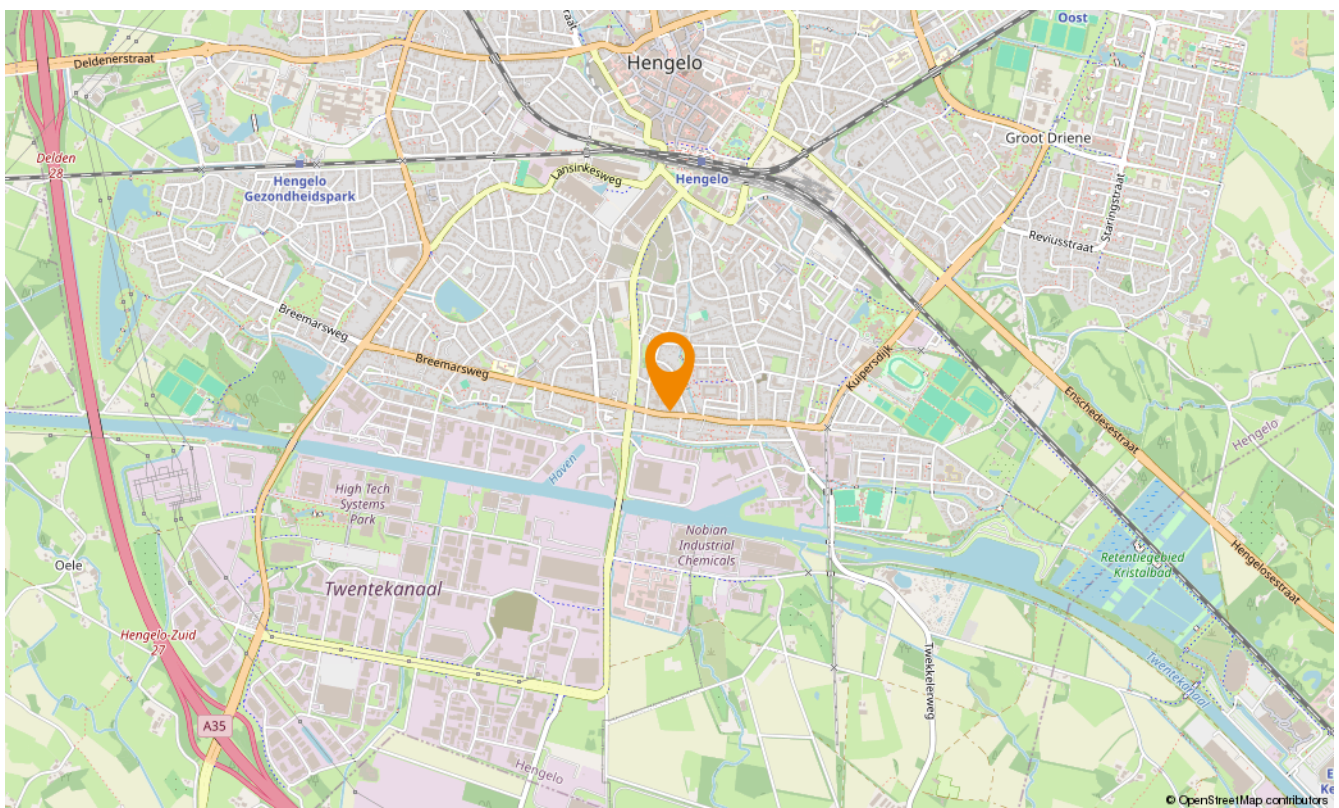 Oost
Deldenerstraat
Hengelo
Groot Driene
Delden
28
Lansinkesweg
Hengelo
Hengelo
Gezondheidspark
Staringstraat
Reviusstraat
Breemarsweg
Breemarsweg
Kuipersdijk
Enschedesestraat
Hengelo
Haven
High Tech
Systems
Park
Nobian
Industrial
Chemicals
Retentiegebied
Kristalbad
Hengelosestraat
Oele
Twentekanaal
Hengelo-Zuid
27
Twekkelerweg
Twentekanaal
A35
Hengelo
© OpenStreetMap contributors